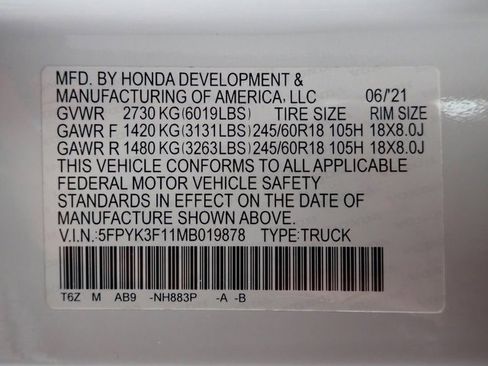 MFD. BY HONDA DEVELOPMENT &
MANUFACTURING OF AMERICA, LLC 06/'21
GVWR 2730 KG(6019LBS) TIRE SIZE RIM SIZE
GAWR F 1420 KG(3131LBS) 245/60R18 105H 18X8.0J
GAWR R 1480 KG(3263LBS) 245/60R18 105H 18X8.0J
THIS VEHICLE CONFORMS TO ALL APPLICABLE
FEDERAL MOTOR VEHICLE SAFETY
STANDARDS IN EFFECT ON THE DATE OF
MANUFACTURE SHOWN ABOVE.
V.I.N.:5FPYK3F11MB019878 TYPE:TRUCK
T6Z M AB9 -NH883P -A -B